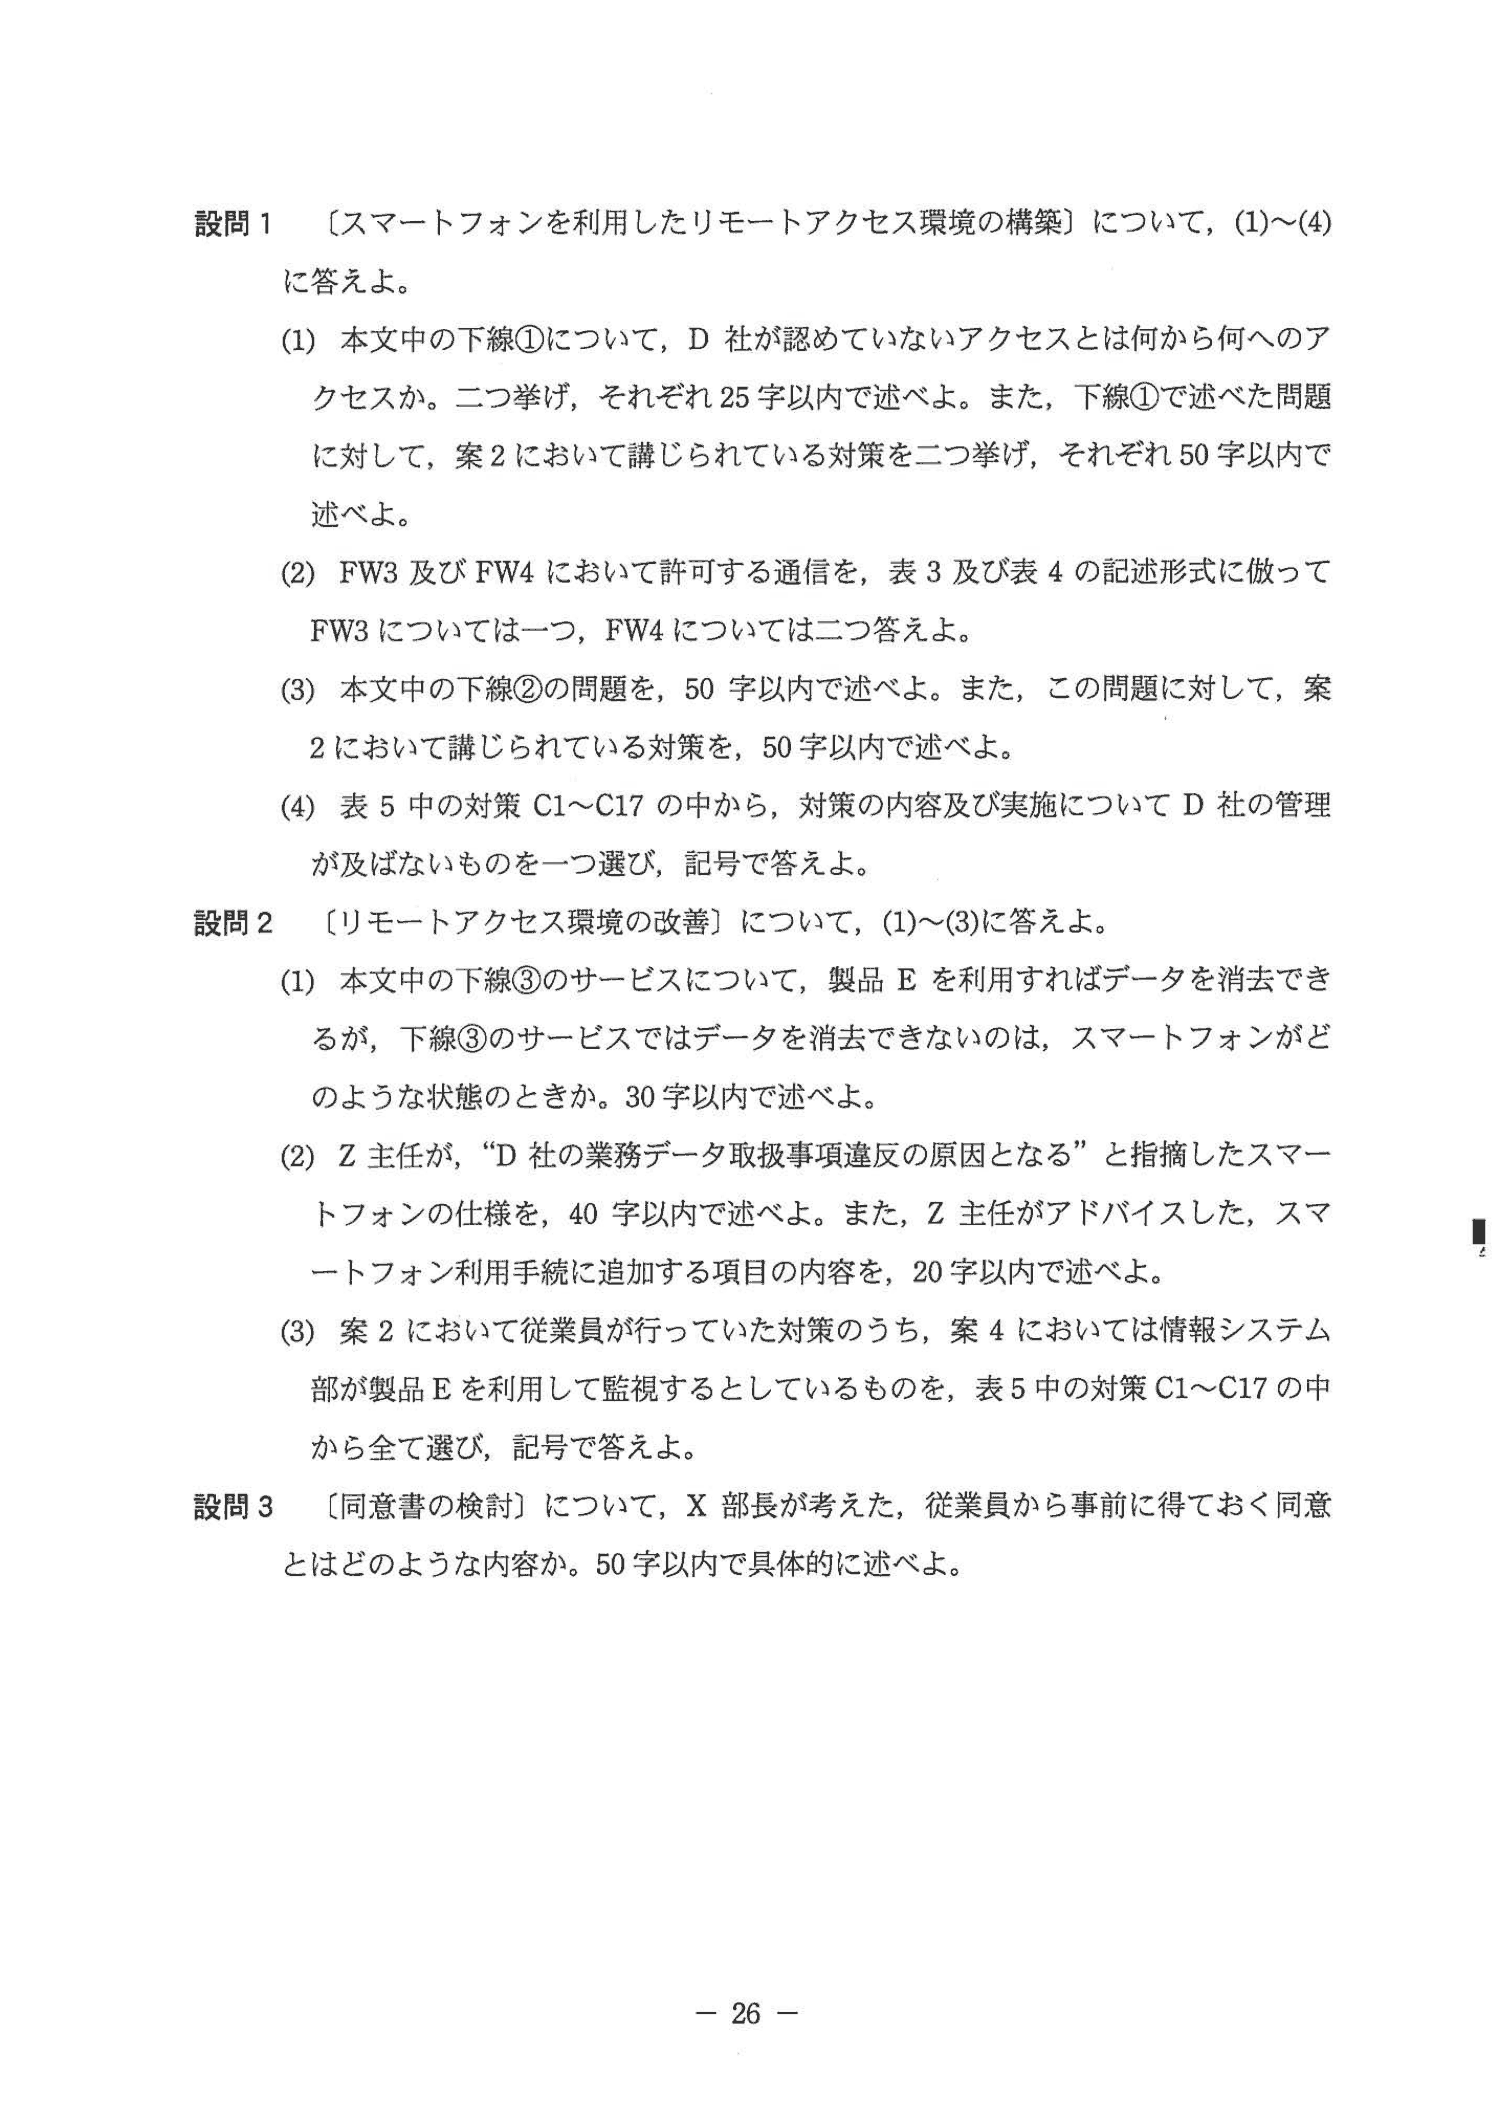 設問1 〔スマートフォンを利用したリモートアクセス環境の構築〕について，(1)～(4)
に答えよ。
(1) 本文中の下線①について，D 社が認めていないアクセスとは何から何へのア
クセスか。二つ挙げ，それぞれ 25 字以内で述べよ。また，下線①で述べた問題
に対して，案 2 において講じられている対策を二つ挙げ，それぞれ 50 字以内で
述べよ。
(2) FW3 及び FW4 において許可する通信を，表 3 及び表 4 の記述形式に倣って
FW3 については一つ，FW4 については二つ答えよ。
(3) 本文中の下線②の問題を，50 字以内で述べよ。また，この問題に対して，案
2 において講じられている対策を，50 字以内で述べよ。
(4) 表 5 中の対策 C1～C17 の中から，対策の内容及び実施について D 社の管理
が及ばないものを一つ選び，記号で答えよ。
設問2 〔リモートアクセス環境の改善〕について，(1)～(3)に答えよ。
(1) 本文中の下線③のサービスについて，製品 E を利用すればデータを消去でき
るが，下線③のサービスではデータを消去できないのは，スマートフォンがど
のような状態のときか。30 字以内で述べよ。
(2) Z 主任が，“D 社の業務データ取扱事項違反の原因となる” と指摘したスマー
トフォンの仕様を，40 字以内で述べよ。また，Z 主任がアドバイスした，スマ
ートフォン利用手続に追加する項目の内容を，20 字以内で述べよ。
(3) 案 2 において従業員が行っていた対策のうち，案 4 においては情報システム
部が製品 E を利用して監視するとしているものを，表 5 中の対策 C1～C17 の中
から全て選び，記号で答えよ。
設問3 〔同意書の検討〕について，X 部長が考えた，従業員から事前に得ておく同意
とはどのような内容か。50 字以内で具体的に述べよ。
－ 26 －